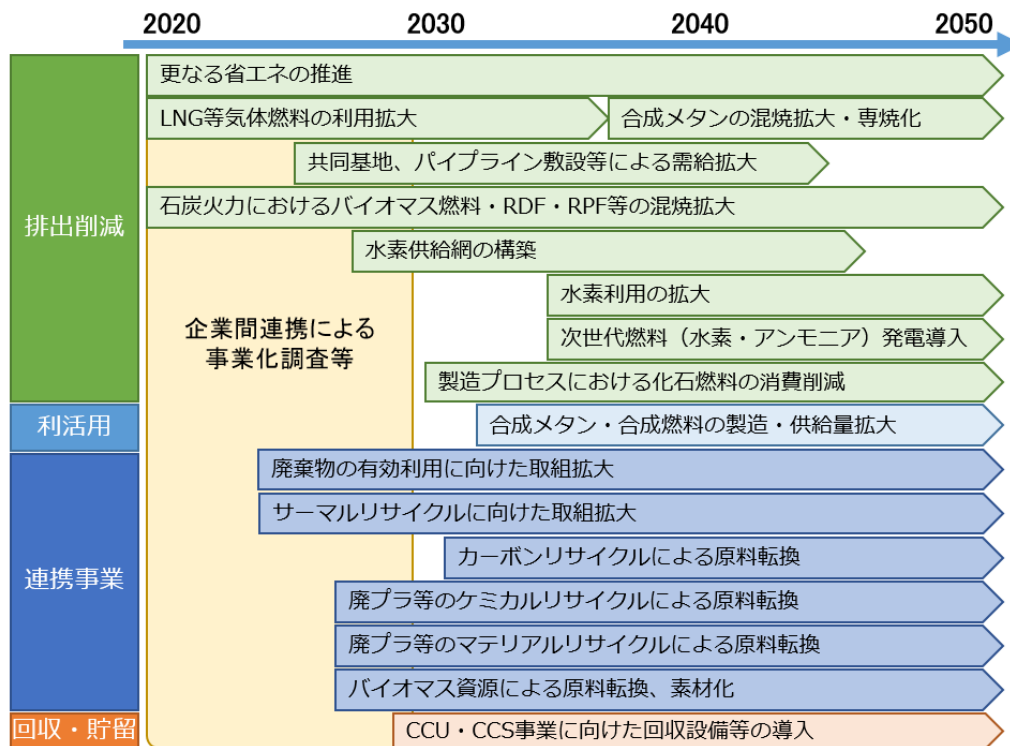 2020 2030 2040 2050
排出削減
更なる省エネの推進
LNG等気体燃料の利用拡大
合成メタンの混焼拡大・専焼化
共同基地、パイプライン敷設等による需給拡大
石炭火力におけるバイオマス燃料・RDF・RPF等の混焼拡大
水素供給網の構築
水素利用の拡大
企業間連携による
事業化調査等
次世代燃料（水素・アンモニア）発電導入
製造プロセスにおける化石燃料の消費削減
利活用
合成メタン・合成燃料の製造・供給量拡大
連携事業
廃棄物の有効利用に向けた取組拡大
サーマルリサイクルに向けた取組拡大
カーボンリサイクルによる原料転換
廃プラ等のケミカルリサイクルによる原料転換
廃プラ等のマテリアルリサイクルによる原料転換
バイオマス資源による原料転換、素材化
回収・貯留
CCU・CCS事業に向けた回収設備等の導入